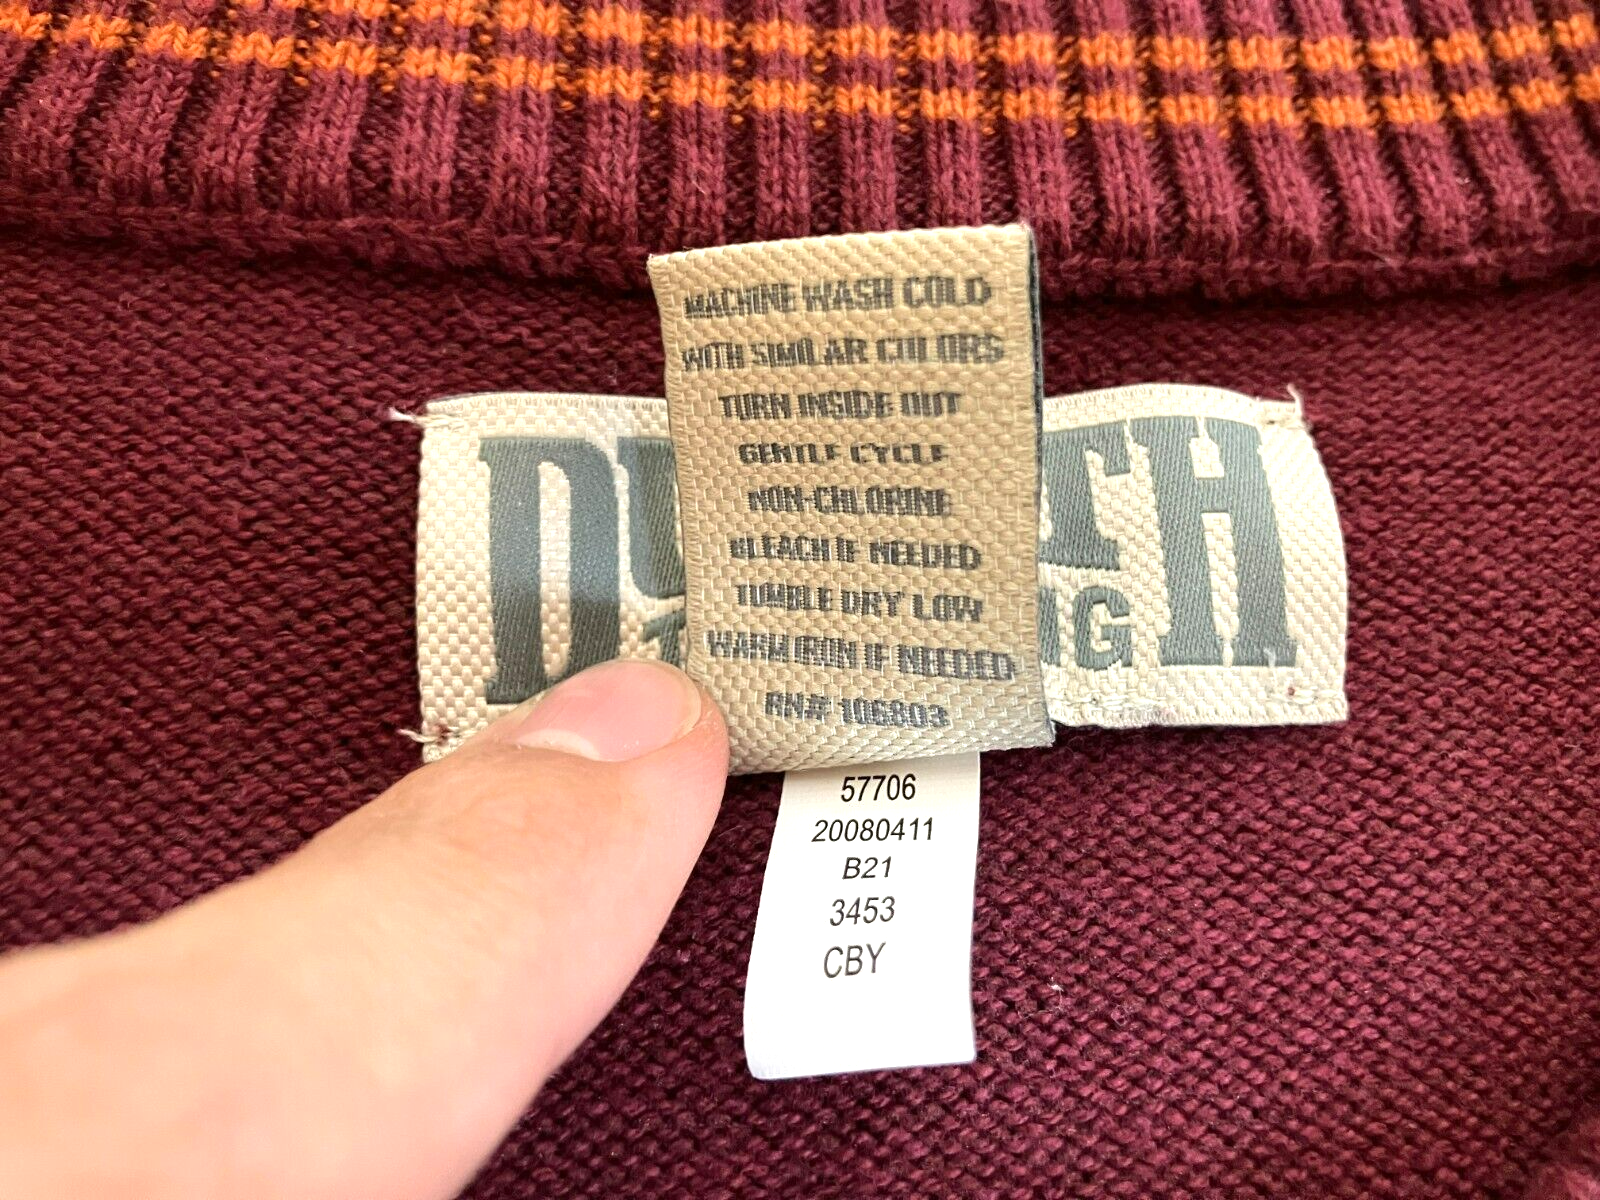 MACHINE WASH COLD
WITH SIMILAR COLORS
TURN INSIDE OUT
GENTLE CYCLE
NON-CHLORINE
BLEACH IF NEEDED
TUMBLE DRY LOW
WARM IRON IF NEEDED
RN# 106803
57706
20080411
B21
3453
CBY